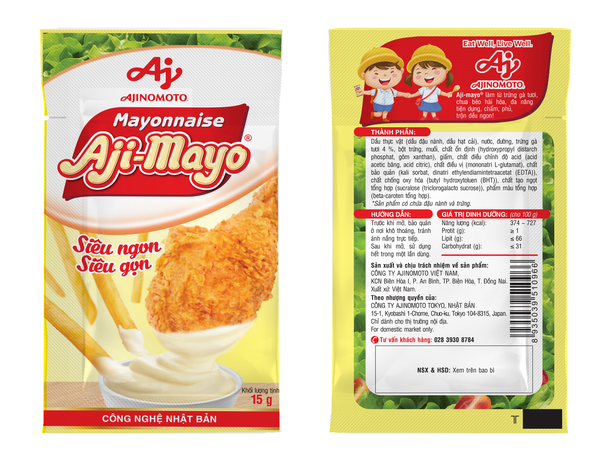 AJINOMOTO®
Mayonnaise
Aji-mayo®
Siêu ngon
Siêu gọn
Khối lượng tịnh
15 g
CÔNG NGHỆ NHẬT BẢN
Eat Well, Live Well.
AJINOMOTO®
Aji-mayo® làm từ trứng gà tươi,
chua béo hài hòa, đa năng
tiện dụng, chấm, phủ,
trộn đều ngon!
THÀNH PHẦN:
Dầu thực vật (dầu đậu nành, dầu hạt cải), nước, đường, trứng gà
tươi 4 %, bột trứng, muối, chất ổn định (hydroxypropyl distarch
phosphat, gôm xanthan), giấm, chất điều chỉnh độ acid (acid
acetic băng, acid citric), chất điều vị (mononatri L-glutamat), chất
bảo quản (kali sorbat, dinatri ethylendiamintetraacetat (EDTA)),
chất chống oxy hóa (butyl hydroxytoluen (BHT)), chất tạo ngọt
tổng hợp (sucralose (triclorogalacto sucrose)), phẩm màu tổng hợp
(beta-caroten tổng hợp).
*Sản phẩm có chứa đậu nành và trứng.
HƯỚNG DẪN:
Trước khi mở, bảo quản
ở nơi khô thoáng, tránh
ánh nắng trực tiếp.
Sau khi mở, sử dụng
hết trong một lần dùng.
GIÁ TRỊ DINH DƯỠNG: (cho 100 g)
Năng lượng (kcal): 374 – 727
Protit (g): ≥ 1
Lipit (g): ≤ 66
Carbohydrat (g): ≤ 31
Sản xuất và chịu trách nhiệm về sản phẩm:
CÔNG TY AJINOMOTO VIỆT NAM,
KCN Biên Hòa I, P. An Bình, TP. Biên Hòa, T. Đồng Nai.
Xuất xứ: Việt Nam.
Theo nhượng quyền của:
CÔNG TY AJINOMOTO TOKYO, NHẬT BẢN
15-1, Kyobashi 1-Chome, Chuo-ku, Tokyo 104-8315, Japan.
Chỉ dành cho thị trường nội địa.
For domestic market only.
Tư vấn khách hàng: 028 3930 8784
8 935039 510966
NSX & HSD: Xem trên bao bì
T